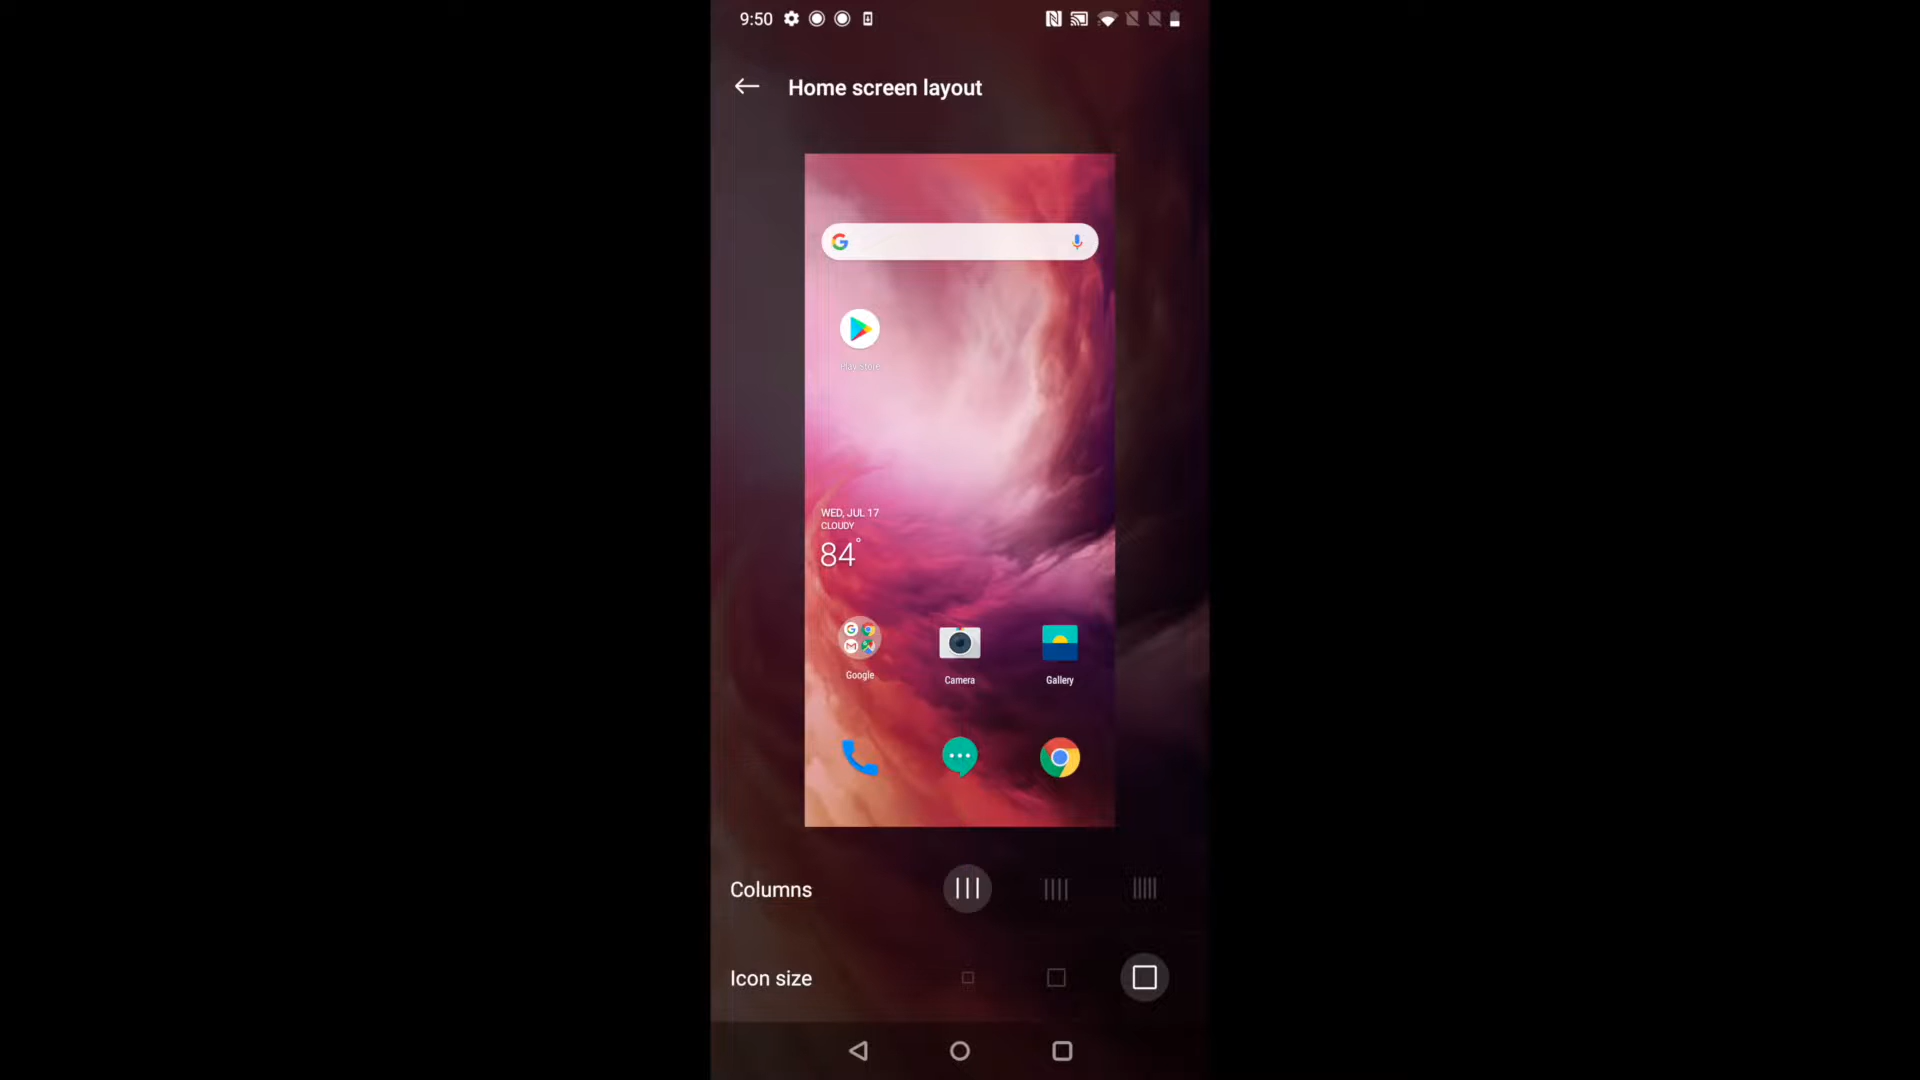 9:50
Home screen layout
Play Store
WED, JUL 17
CLOUDY
84°
Google
Camera
Gallery
Columns
Icon size